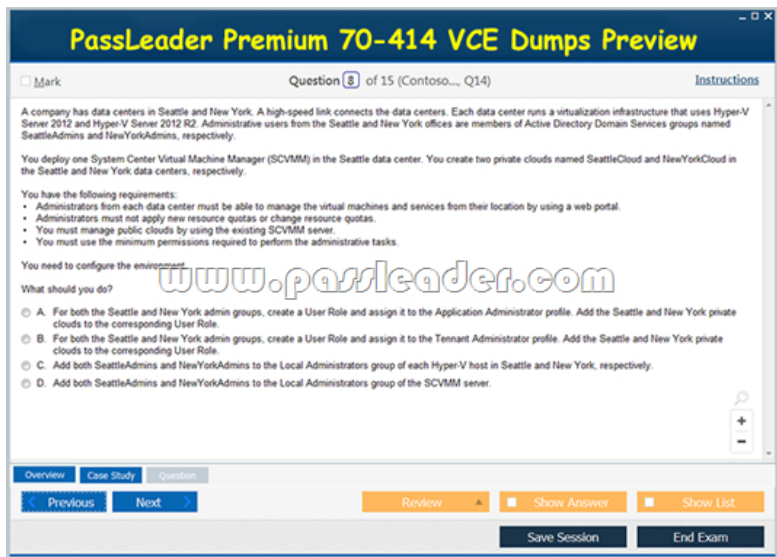 PassLeader Premium 70-414 VCE Dumps Preview
Mark
Question 8 of 15 (Contoso..., Q14)
Instructions
A company has data centers in Seattle and New York. A high-speed link connects the data centers. Each data center runs a virtualization infrastructure that uses Hyper-V
Server 2012 and Hyper-V Server 2012 R2. Administrative users from the Seattle and New York offices are members of Active Directory Domain Services groups named
SeattleAdmins and NewYorkAdmins, respectively.
You deploy one System Center Virtual Machine Manager (SCVMM) in the Seattle data center. You create two private clouds named SeattleCloud and NewYorkCloud in
the Seattle and New York data centers, respectively.
You have the following requirements:
• Administrators from each data center must be able to manage the virtual machines and services from their location by using a web portal.
• Administrators must not apply new resource quotas or change resource quotas.
• You must manage public clouds by using the existing SCVMM server.
• You must use the minimum permissions required to perform the administrative tasks.
You need to configure the environment.
www.passleader.com
What should you do?
A. For both the Seattle and New York admin groups, create a User Role and assign it to the Application Administrator profile. Add the Seattle and New York private
clouds to the corresponding User Role.
B. For both the Seattle and New York admin groups, create a User Role and assign it to the Tennant Administrator profile. Add the Seattle and New York private
clouds to the corresponding User Role.
C. Add both SeattleAdmins and NewYorkAdmins to the Local Administrators group of each Hyper-V host in Seattle and New York, respectively.
D. Add both SeattleAdmins and NewYorkAdmins to the Local Administrators group of the SCVMM server.
Overview
Case Study
Question
Previous
Next
Review
Show Answer
Show List
Save Session
End Exam